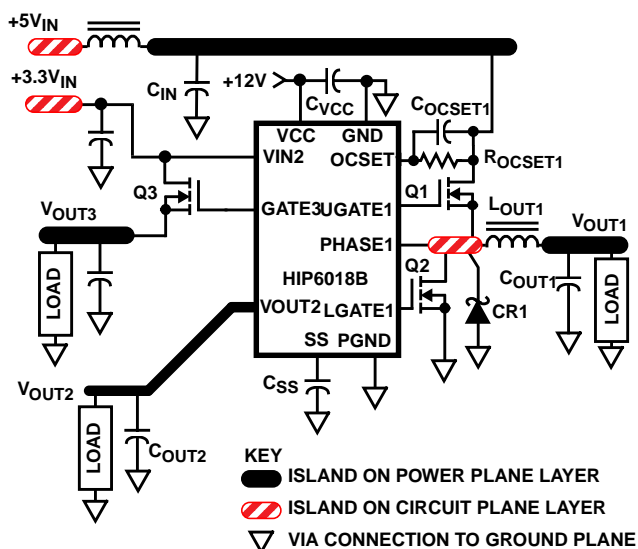 +5VIN
+3.3VIN
CIN
+12V
CVCC
COCSET1
VCC
GND
VIN2
OCSET
ROCSET1
Q3
Q1
GATE3
UGATE1
LOUT1
VOUT3
VOUT1
PHASE1
LOAD
HIP6018B
Q2
COUT1
LOAD
VOUT2
LGATE1
CR1
SS
PGND
CSS
VOUT2
LOAD
COUT2
KEY
ISLAND ON POWER PLANE LAYER
ISLAND ON CIRCUIT PLANE LAYER
VIA CONNECTION TO GROUND PLANE